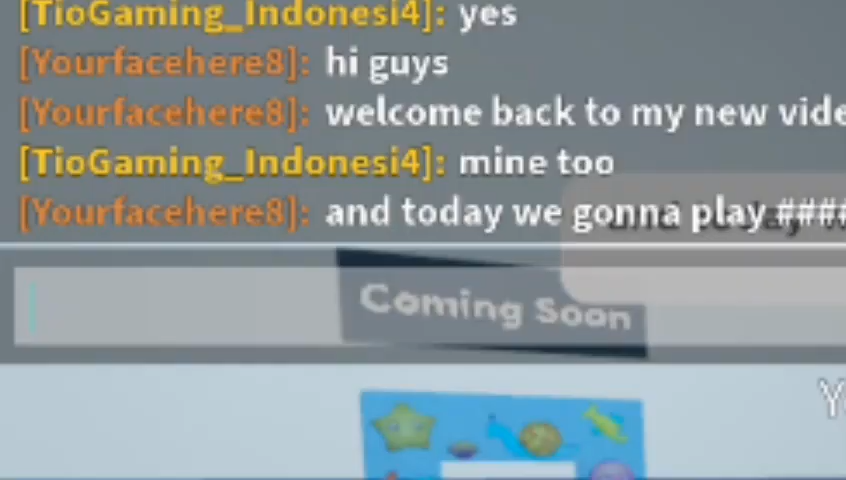 [TioGaming_Indonesi4]: yes
[Yourfacehere8]: hi guys
[Yourfacehere8]: welcome back to my new vide
[TioGaming_Indonesi4]: mine too
[Yourfacehere8]: and today we gonna play ####
Coming Soon
Y